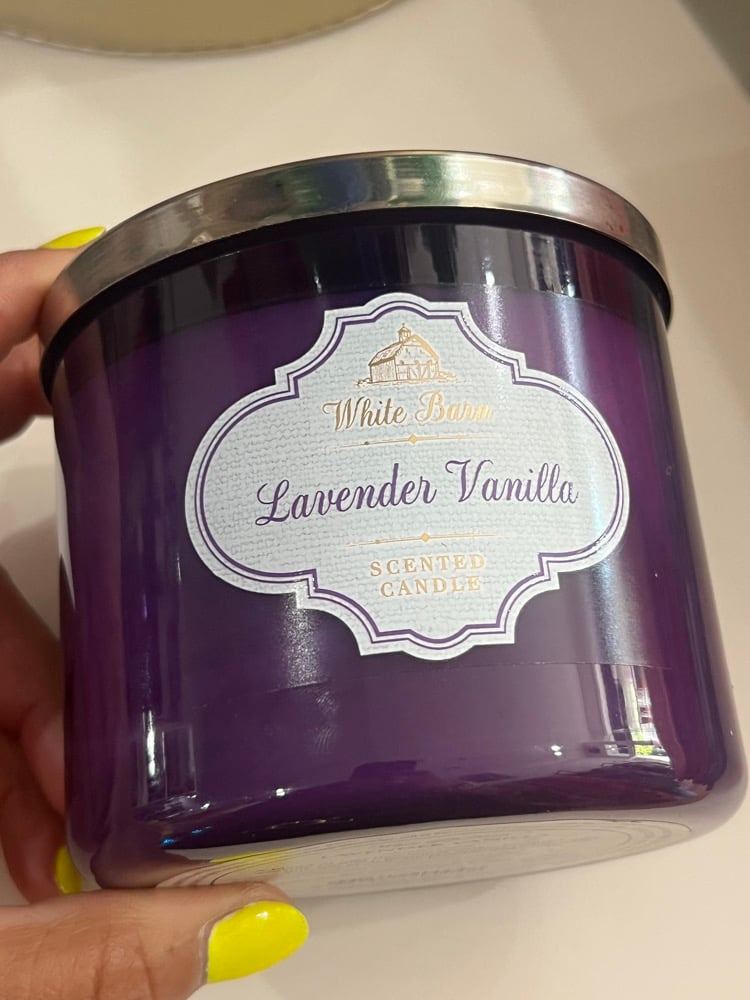 White Barn
Lavender Vanilla
SCENTED
CANDLE